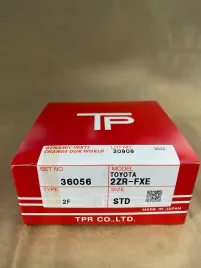 TP
DYNAMIC PARTS
CHANGE OUR WORLD
LOT NO
20908
SET NO
36056
MODEL
TOYOTA
2ZR-FXE
TYPE
2F
SIZE
STD
MADE IN JAPAN
TPR CO.,LTD.